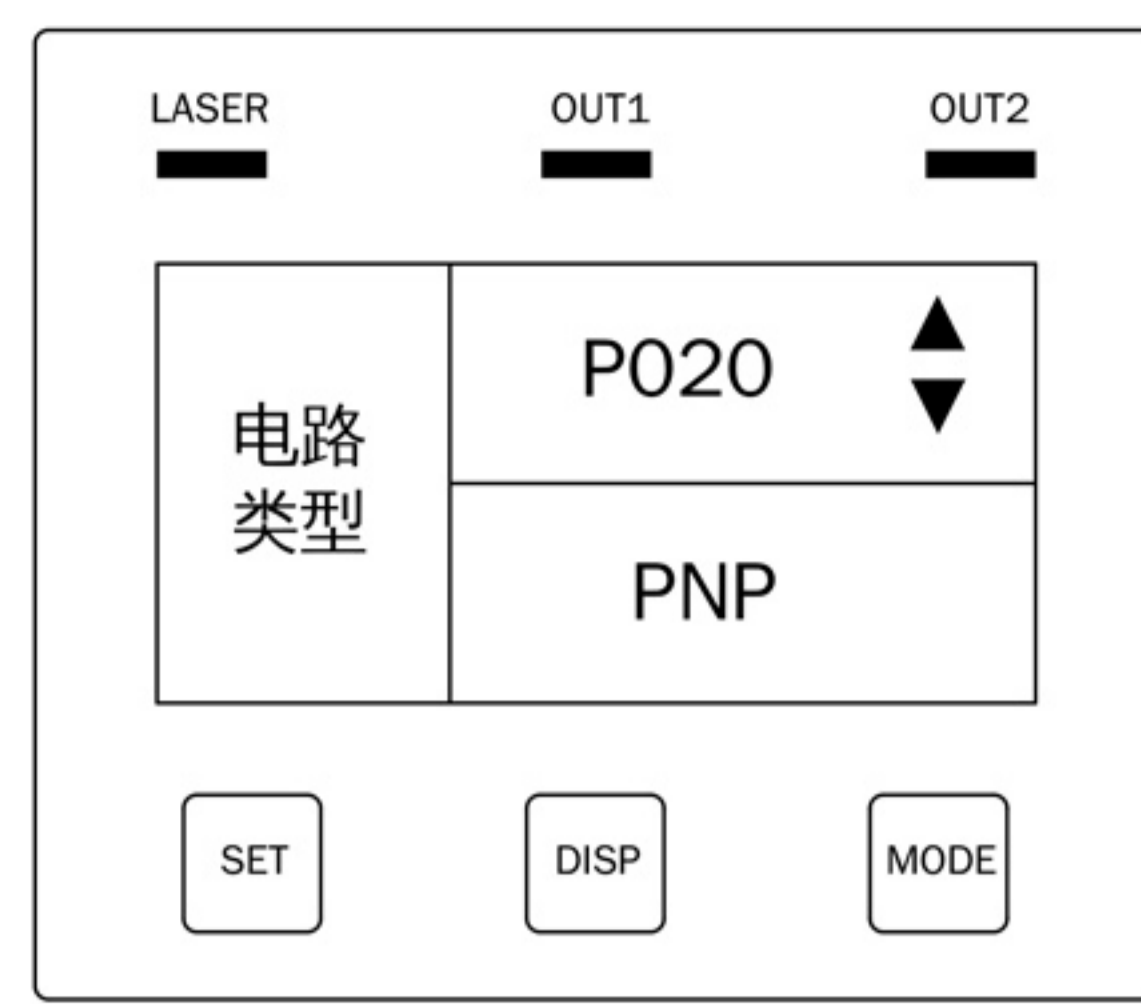 LASER
OUT1
OUT2
电路
类型
P020
PNP
SET
DISP
MODE